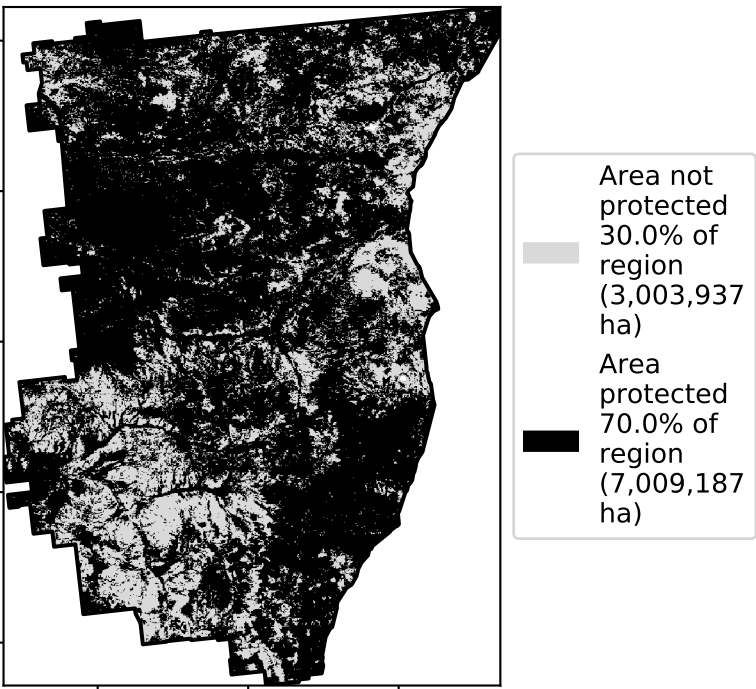 Area not
protected
30.0% of
region
(3,003,937
ha)
Area
protected
70.0% of
region
(7,009,187
ha)